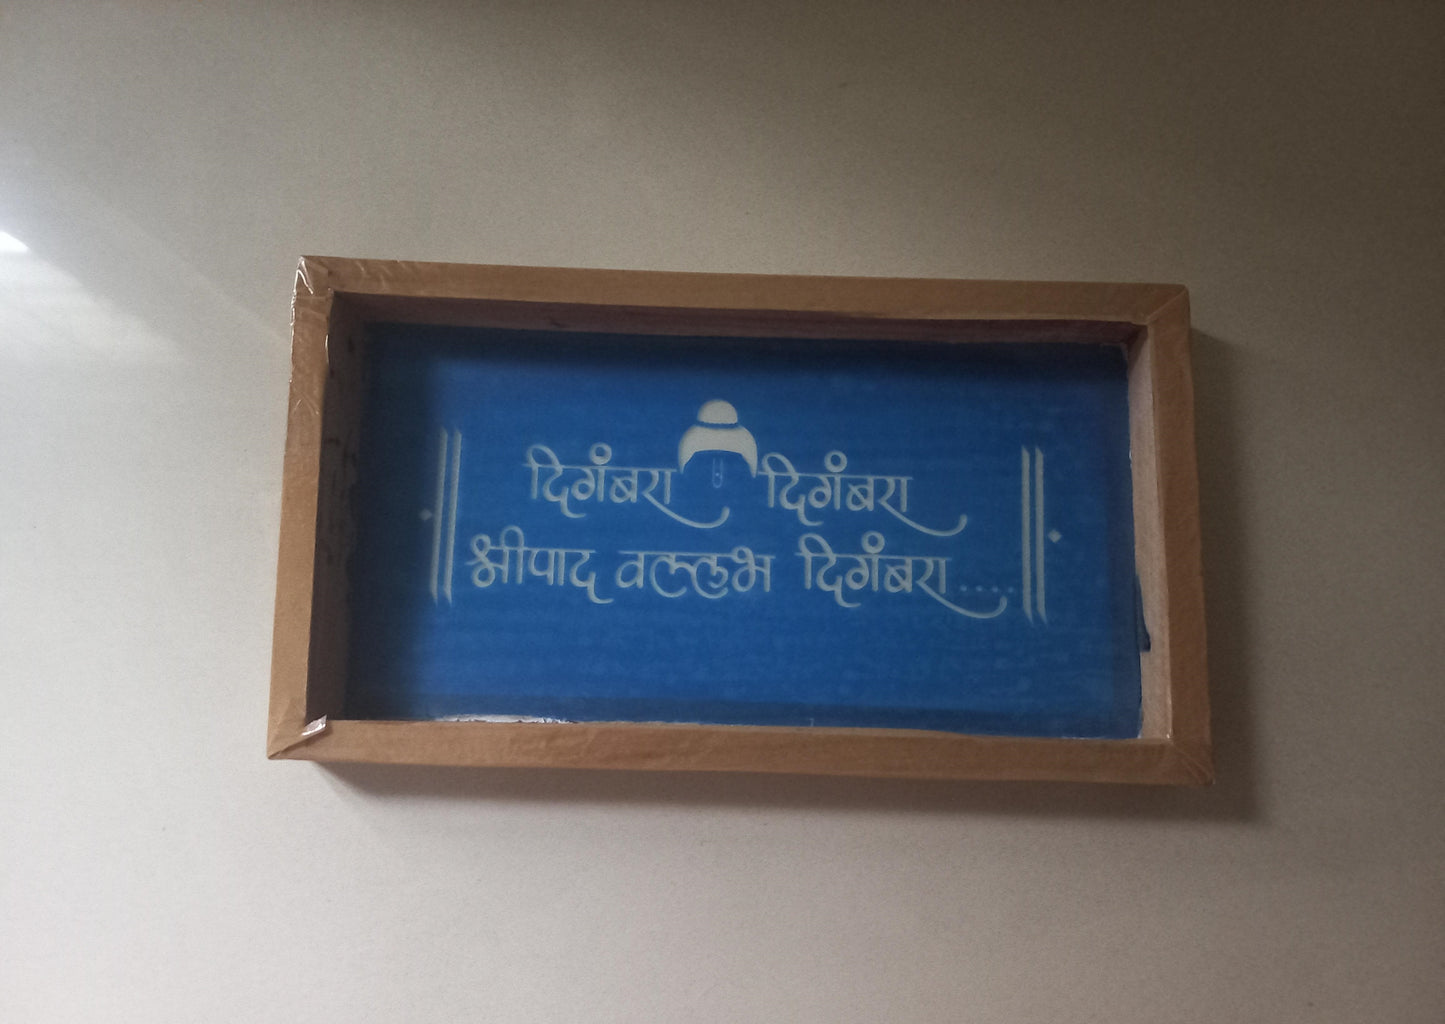 ॥ दिगंबरा दिगंबरा
श्रीपाद वल्लभ दिगंबरा..... ॥